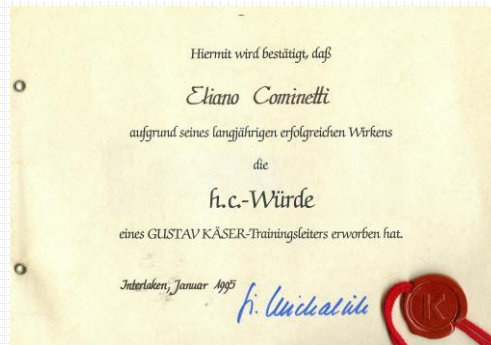 Hiermit wird bestätigt, daß
Eliano Cominetti
aufgrund seines langjährigen erfolgreichen Wirkens
die
h.c.-Würde
eines GUSTAV KÄSER-Trainingsleiters erworben hat.
Interlaken, Januar 1995
K